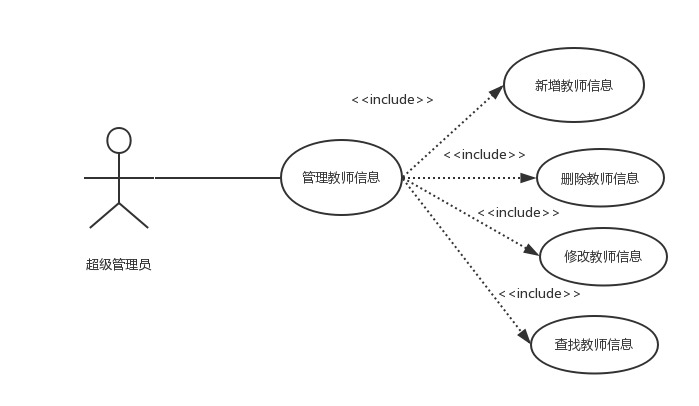 新增教师信息
<<include>>
<<include>>
管理教师信息
删除教师信息
<<include>>
修改教师信息
超级管理员
<<include>>
查找教师信息